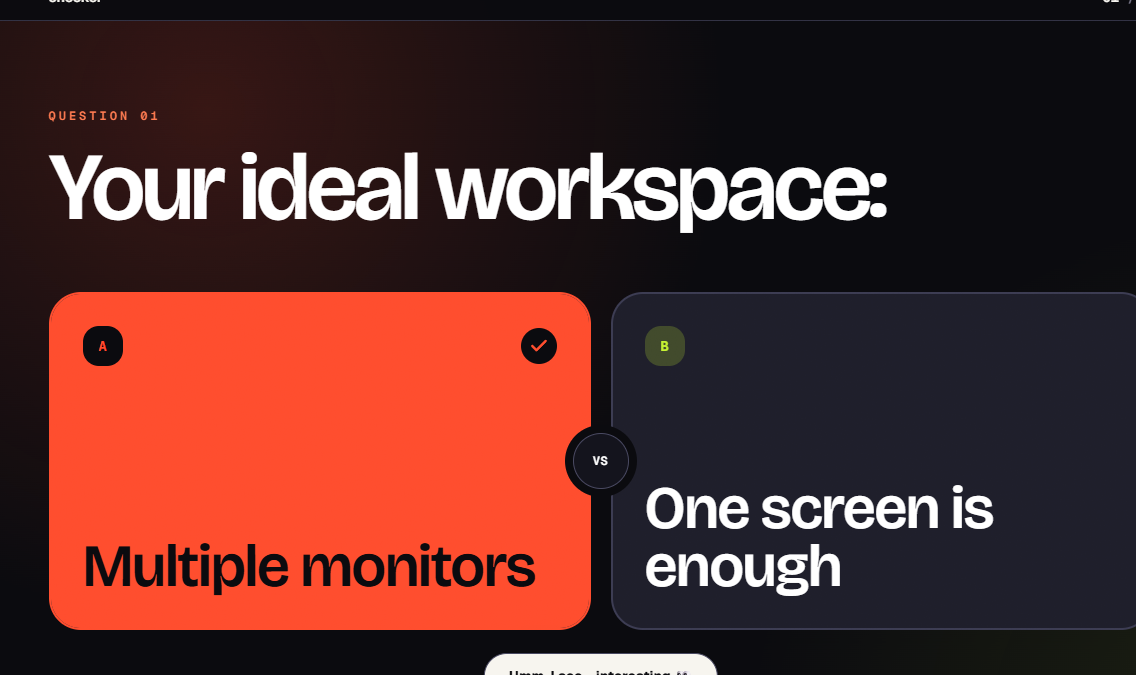 QUESTION 01
Your ideal workspace:
A
B
VS
Multiple monitors
One screen is
enough